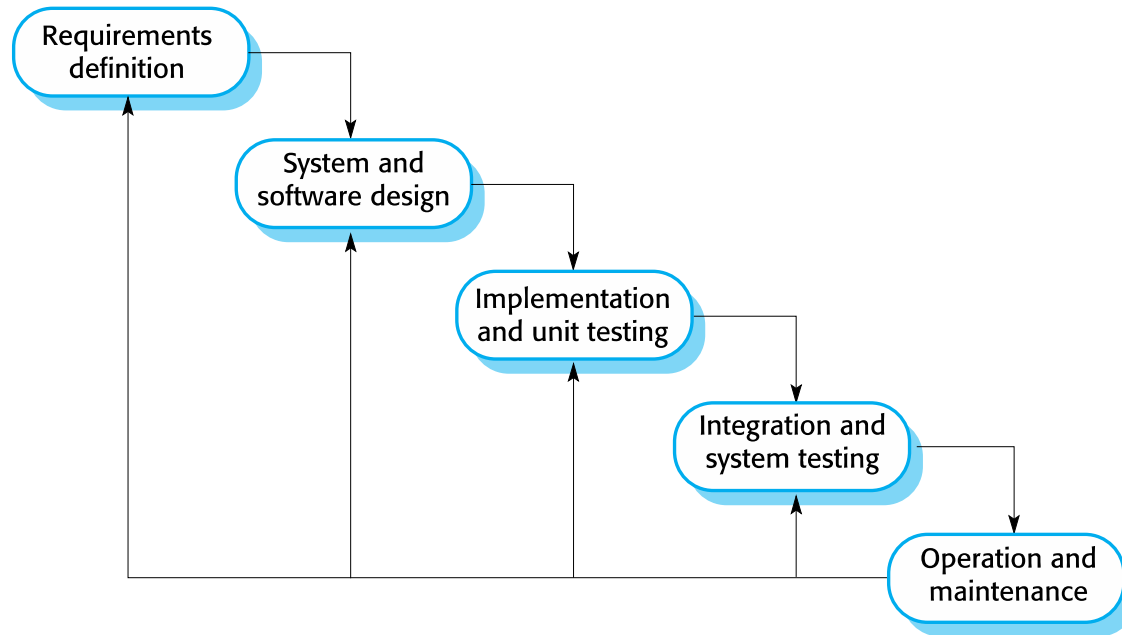 Requirements
definition
System and
software design
Implementation
and unit testing
Integration and
system testing
Operation and
maintenance